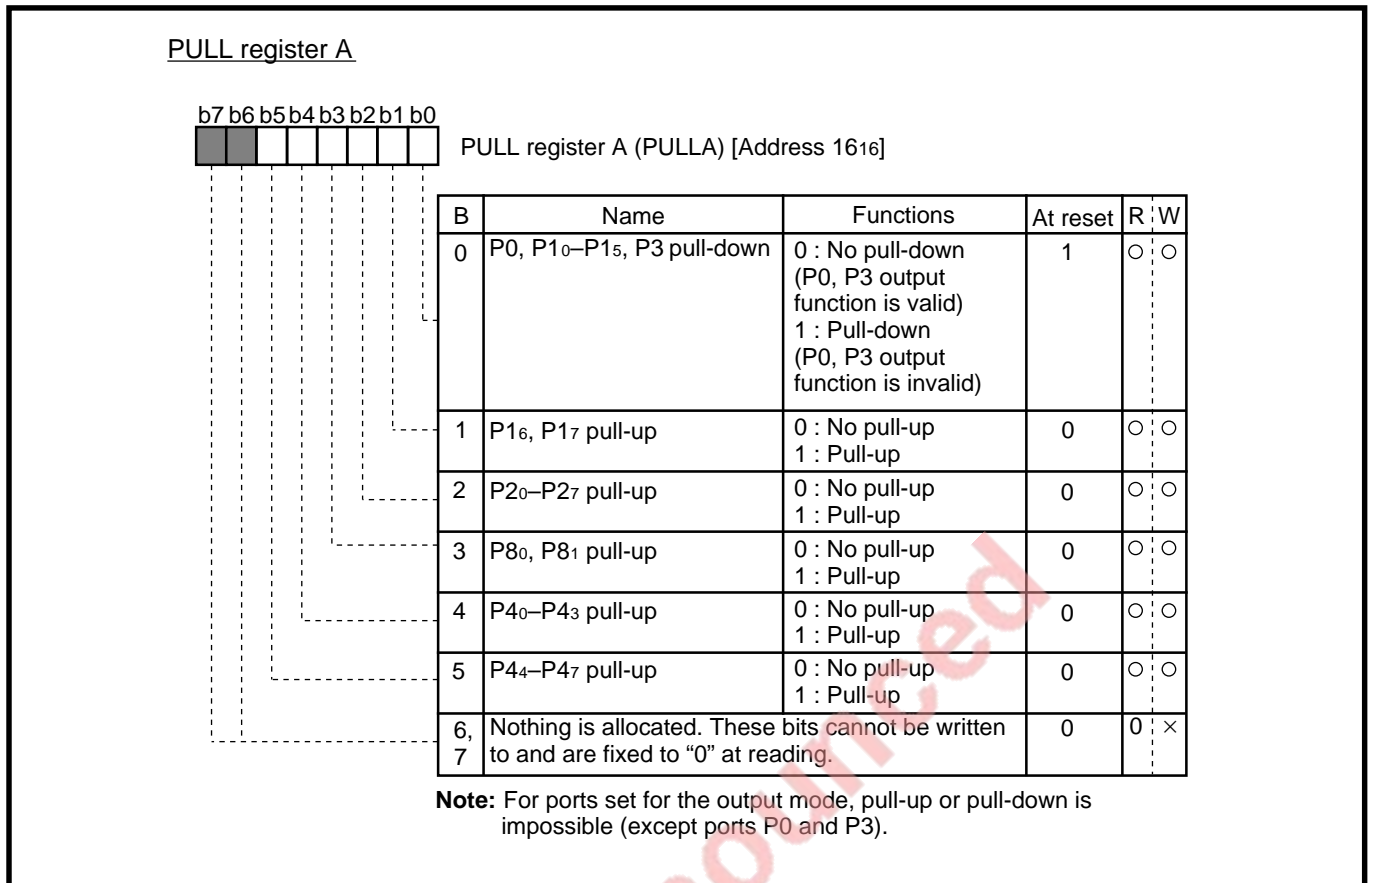 PULL register A
b7 b6 b5 b4 b3 b2 b1 b0
PULL register A (PULLA) [Address 1616]
B Name Functions At reset R W
0 P0, P10–P15, P3 pull-down 0 : No pull-down 1 ○ ○
(P0, P3 output
function is valid)
1 : Pull-down
(P0, P3 output
function is invalid)
1 P16, P17 pull-up 0 : No pull-up 0 ○ ○
1 : Pull-up
2 P20–P27 pull-up 0 : No pull-up 0 ○ ○
1 : Pull-up
3 P80, P81 pull-up 0 : No pull-up 0 ○ ○
1 : Pull-up
4 P40–P43 pull-up 0 : No pull-up 0 ○ ○
1 : Pull-up
5 P44–P47 pull-up 0 : No pull-up 0 ○ ○
1 : Pull-up
6, Nothing is allocated. These bits cannot be written 0 0 ×
7 to and are fixed to “0” at reading.
Note: For ports set for the output mode, pull-up or pull-down is
impossible (except ports P0 and P3).